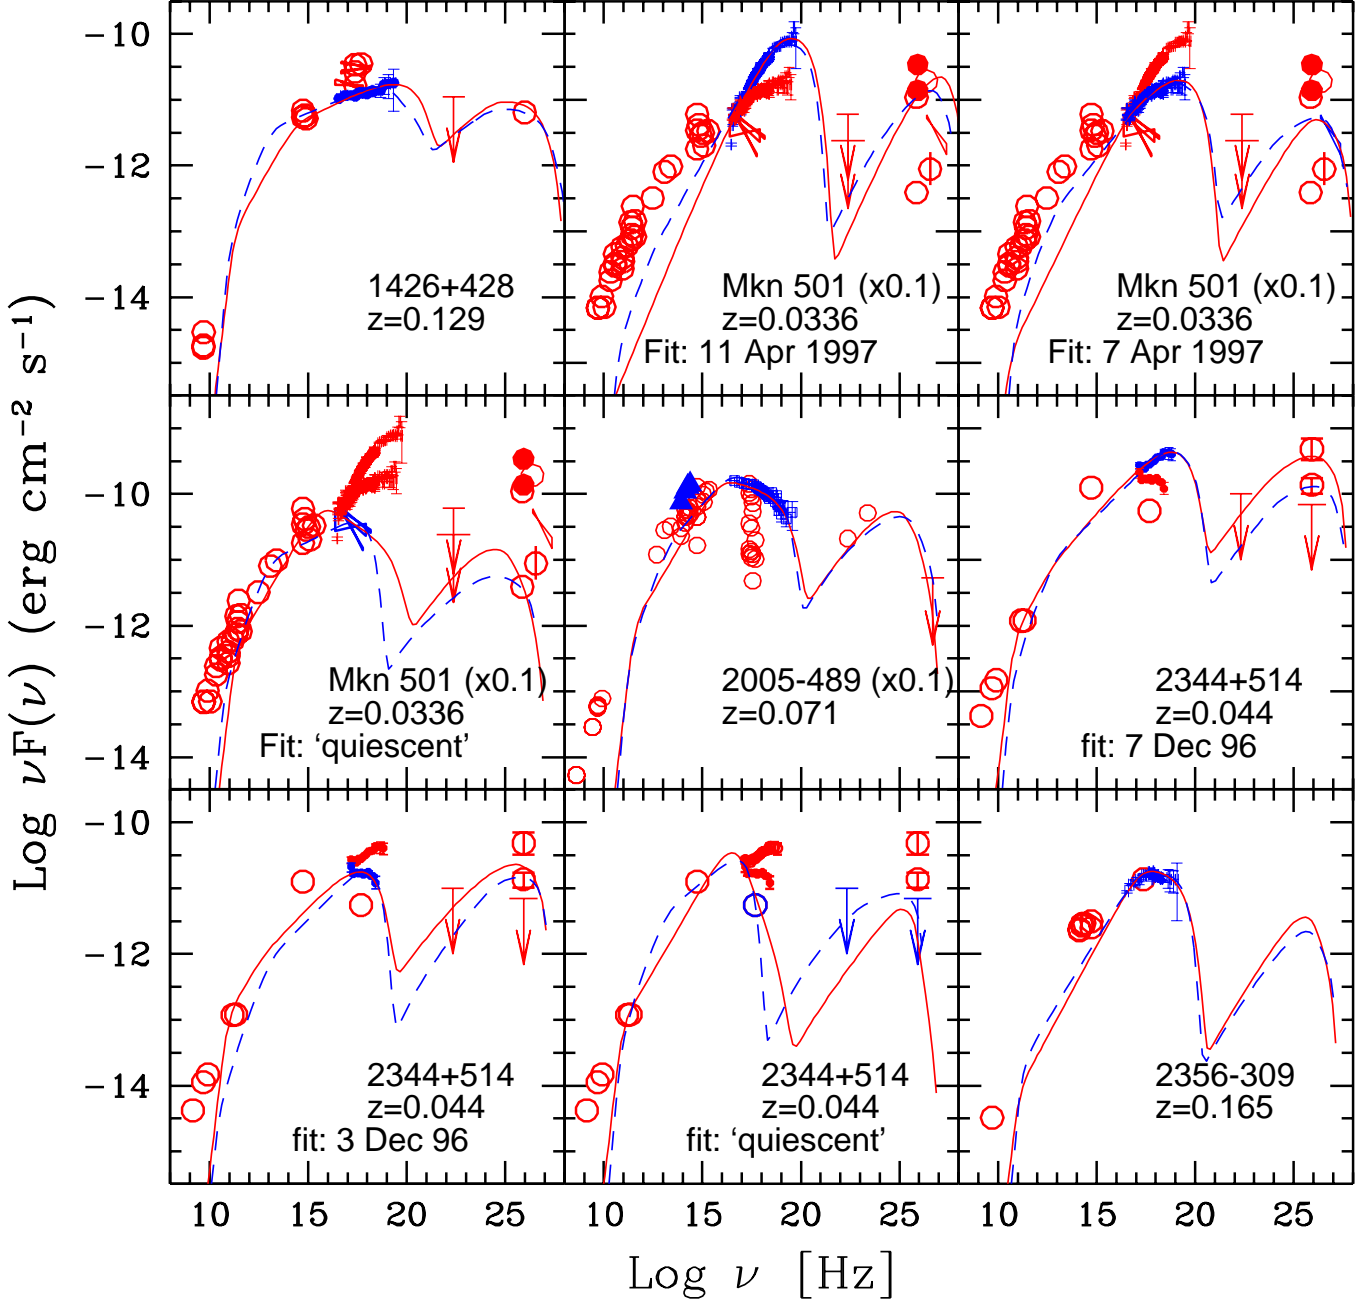 Log νF(ν) (erg cm⁻² s⁻¹)
-10
-12
-14
1426+428
z=0.129
Mkn 501 (x0.1)
z=0.0336
Fit: 11 Apr 1997
Mkn 501 (x0.1)
z=0.0336
Fit: 7 Apr 1997
-10
-12
-14
Mkn 501 (x0.1)
z=0.0336
Fit: ‘quiescent’
2005-489 (x0.1)
z=0.071
2344+514
z=0.044
fit: 7 Dec 96
-10
-12
-14
2344+514
z=0.044
fit: 3 Dec 96
2344+514
z=0.044
fit: ‘quiescent’
2356-309
z=0.165
10 15 20 25 10 15 20 25 10 15 20 25
Log ν [Hz]